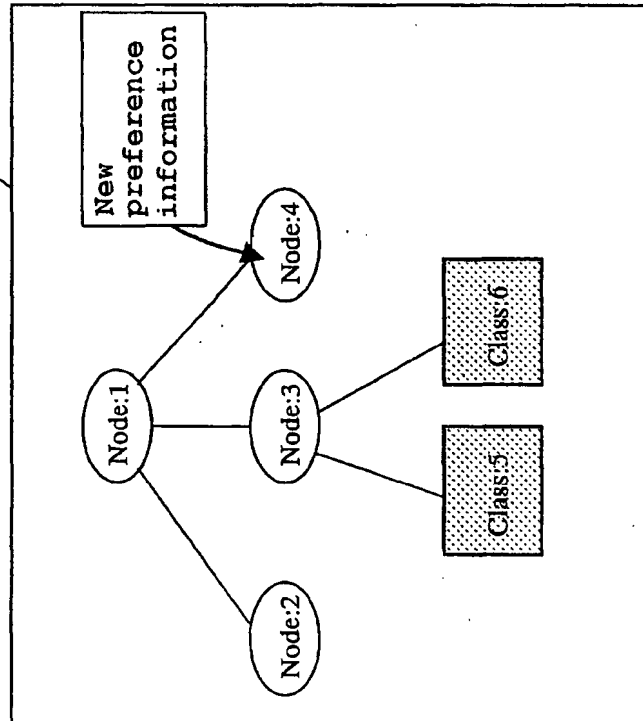 New
preference
information
Node:1
Node:2
Node:3
Node:4
Class:5
Class:6